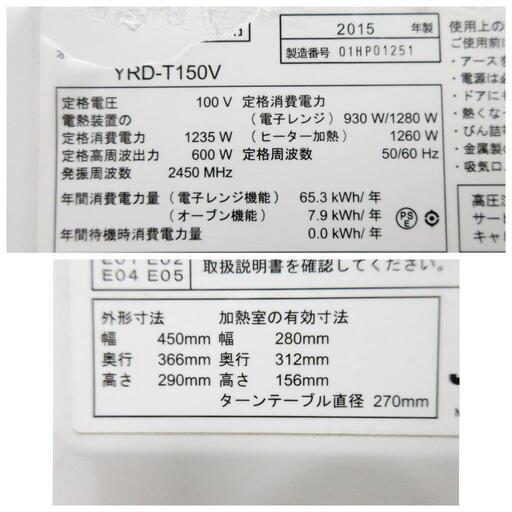 2015 年製
製造番号 01HP01251
YRD-T150V
定格電圧 100 V 定格消費電力
電熱装置の (電子レンジ) 930 W/1280 W
定格消費電力 1235 W (ヒーター加熱) 1260 W
定格高周波出力 600 W 定格周波数 50/60 Hz
発振周波数 2450 MHz
年間消費電力量 (電子レンジ機能) 65.3 kWh/年
(オーブン機能) 7.9 kWh/年
年間待機時消費電力量 0.0 kWh/年
PS
E
使用上の
ご使用前に
・アース
・電源は必
・ドアに
・熱くな
・びん詰
・金属製
・吸気口
高圧注
サービ
キャビ
E01 E02
E04 E05
取扱説明書を確認してください。
外形寸法 加熱室の有効寸法
幅 450mm 幅 280mm
奥行 366mm 奥行 312mm
高さ 290mm 高さ 156mm
ターンテーブル直径 270mm